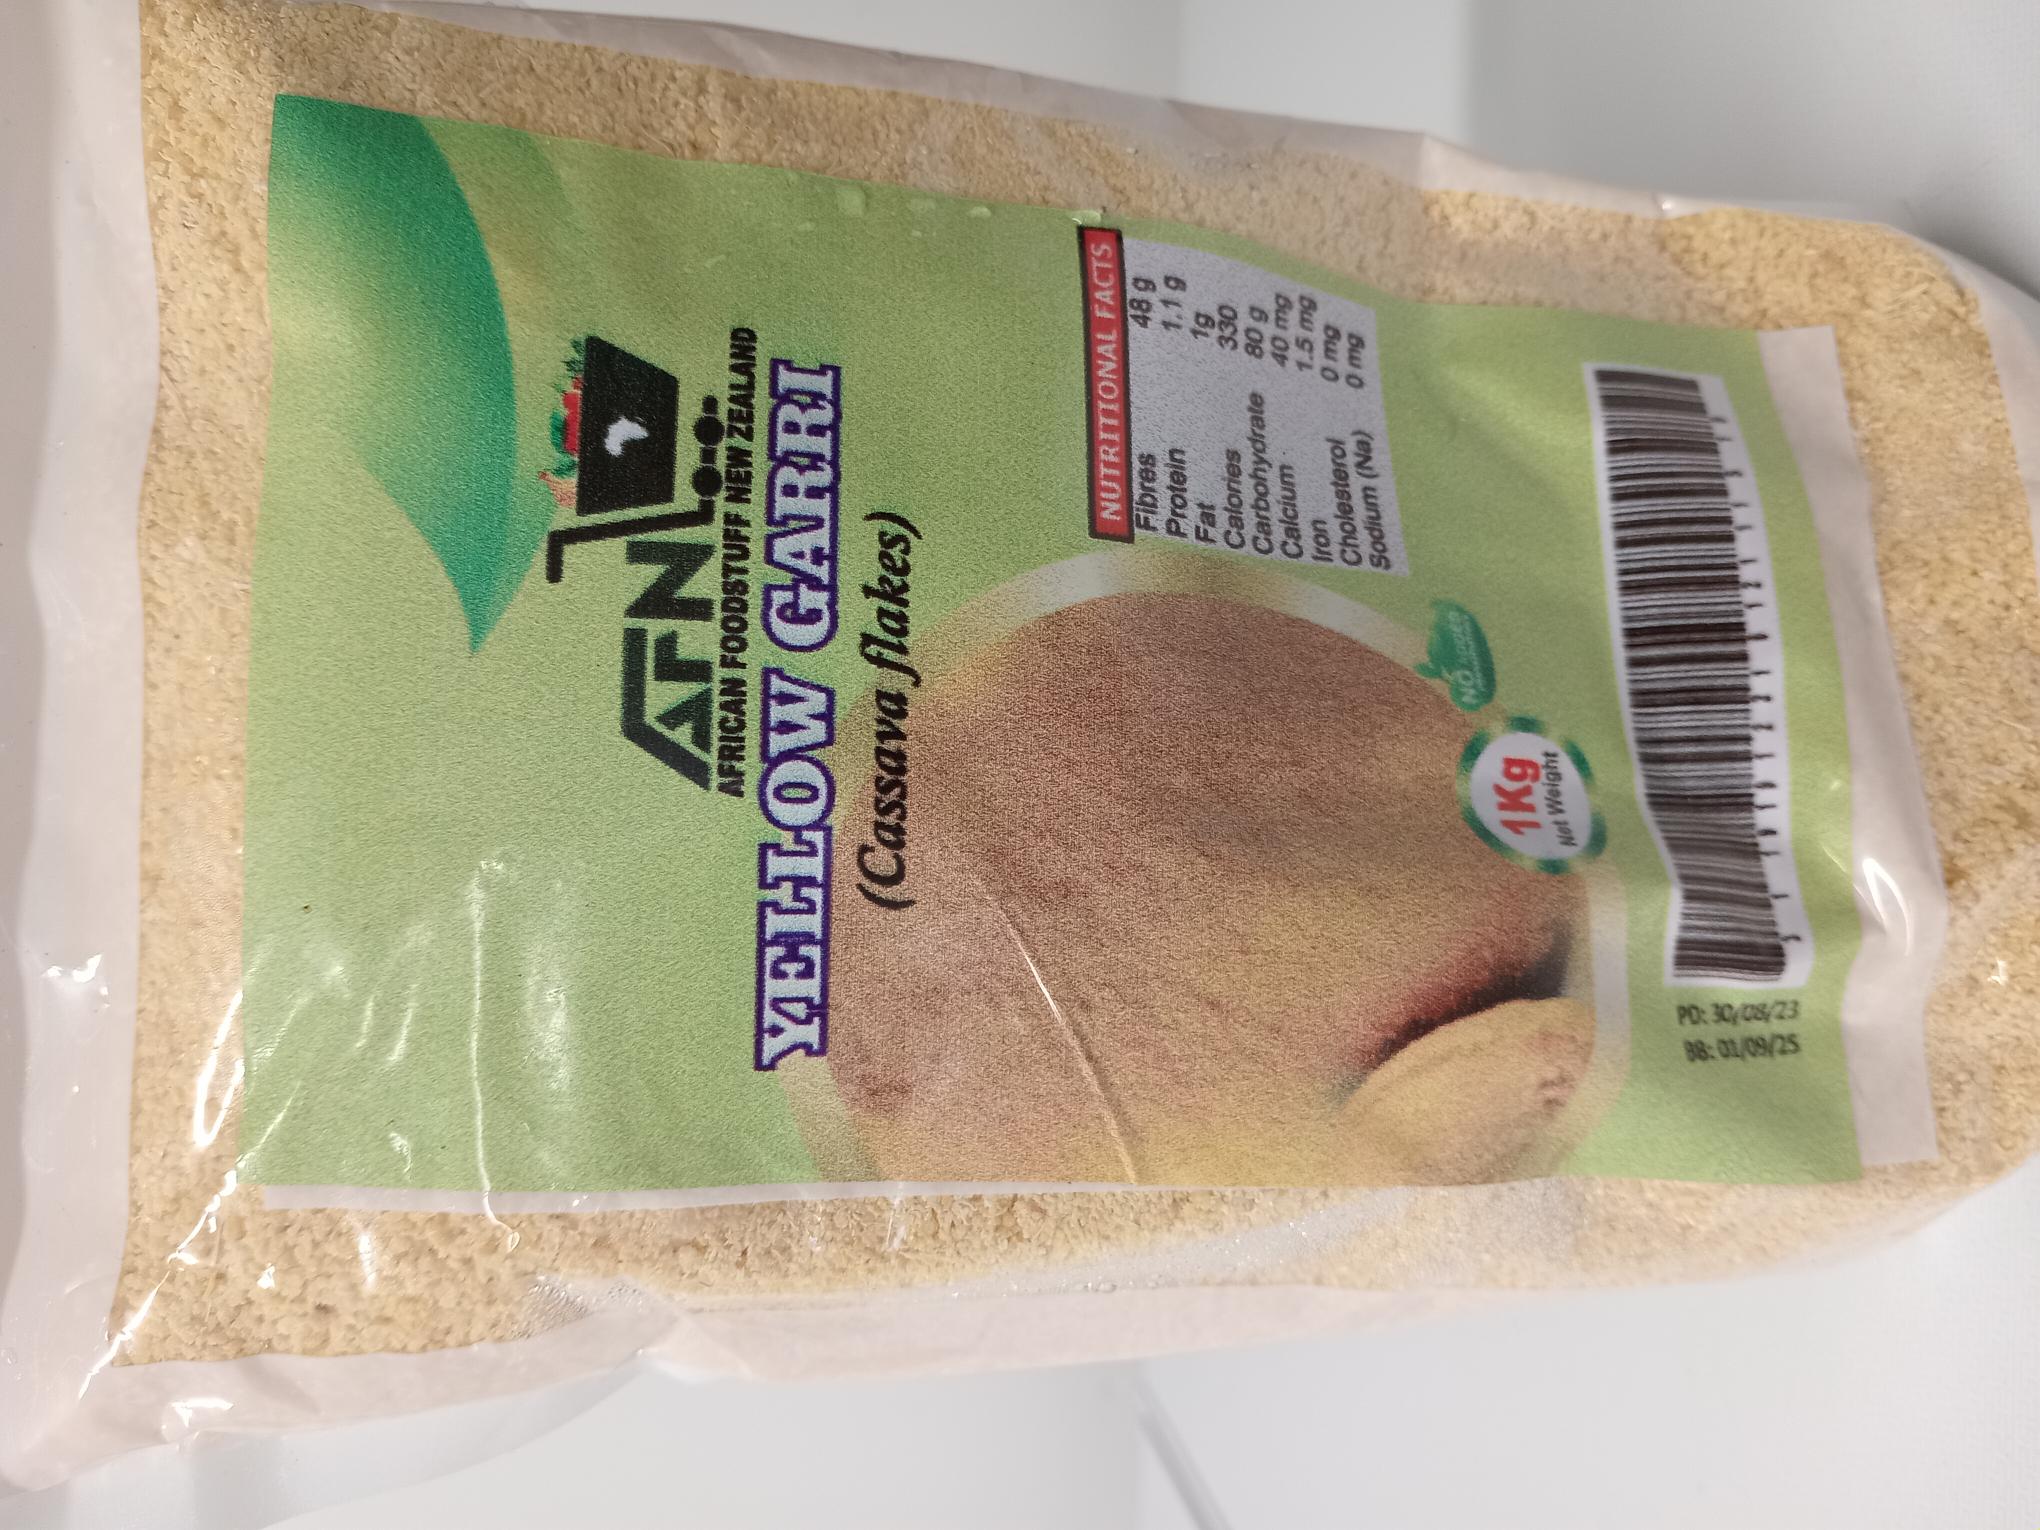 AFN
AFRICAN FOODSTUFF NEW ZEALAND
YELLOW GARRI
(Cassava flakes)
NUTRITIONAL FACTS
Fibres 48 g
Protein 1.1 g
Fat 1g
Calories 330
Carbohydrate 80 g
Calcium 40 mg
Iron 1.5 mg
Cholesterol 0 mg
Sodium (Na) 0 mg
NO
1Kg
Net Weight
PD: 30/08/23
BB: 01/09/25